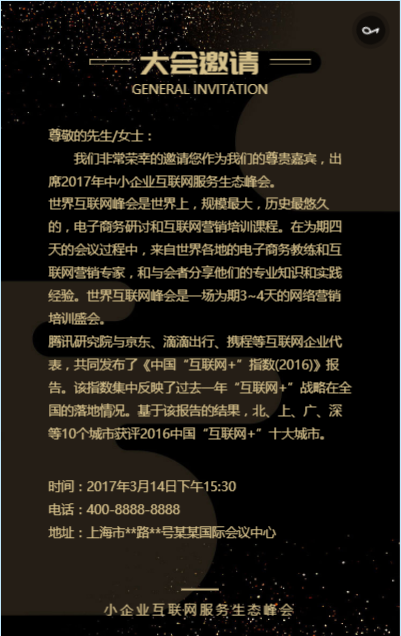 大会邀请
GENERAL INVITATION
尊敬的先生/女士：
我们非常荣幸的邀请您作为我们的尊贵嘉宾，出
席2017年中小企业互联网服务生态峰会。
世界互联网峰会是世界上，规模最大，历史最悠久
的，电子商务研讨和互联网营销培训课程。在为期四
天的会议过程中，来自世界各地的电子商务教练和互
联网营销专家，和与会者分享他们的专业知识和实践
经验。世界互联网峰会是一场为期3~4天的网络营销
培训盛会。
腾讯研究院与京东、滴滴出行、携程等互联网企业代
表，共同发布了《中国“互联网+”指数(2016)》报
告。该指数集中反映了过去一年“互联网+”战略在全
国的落地情况。基于该报告的结果，北、上、广、深
等10个城市获评2016中国“互联网+”十大城市。
时间：2017年3月14日下午15:30
电话：400-8888-8888
地址：上海市**路**号某某国际会议中心
小企业互联网服务生态峰会